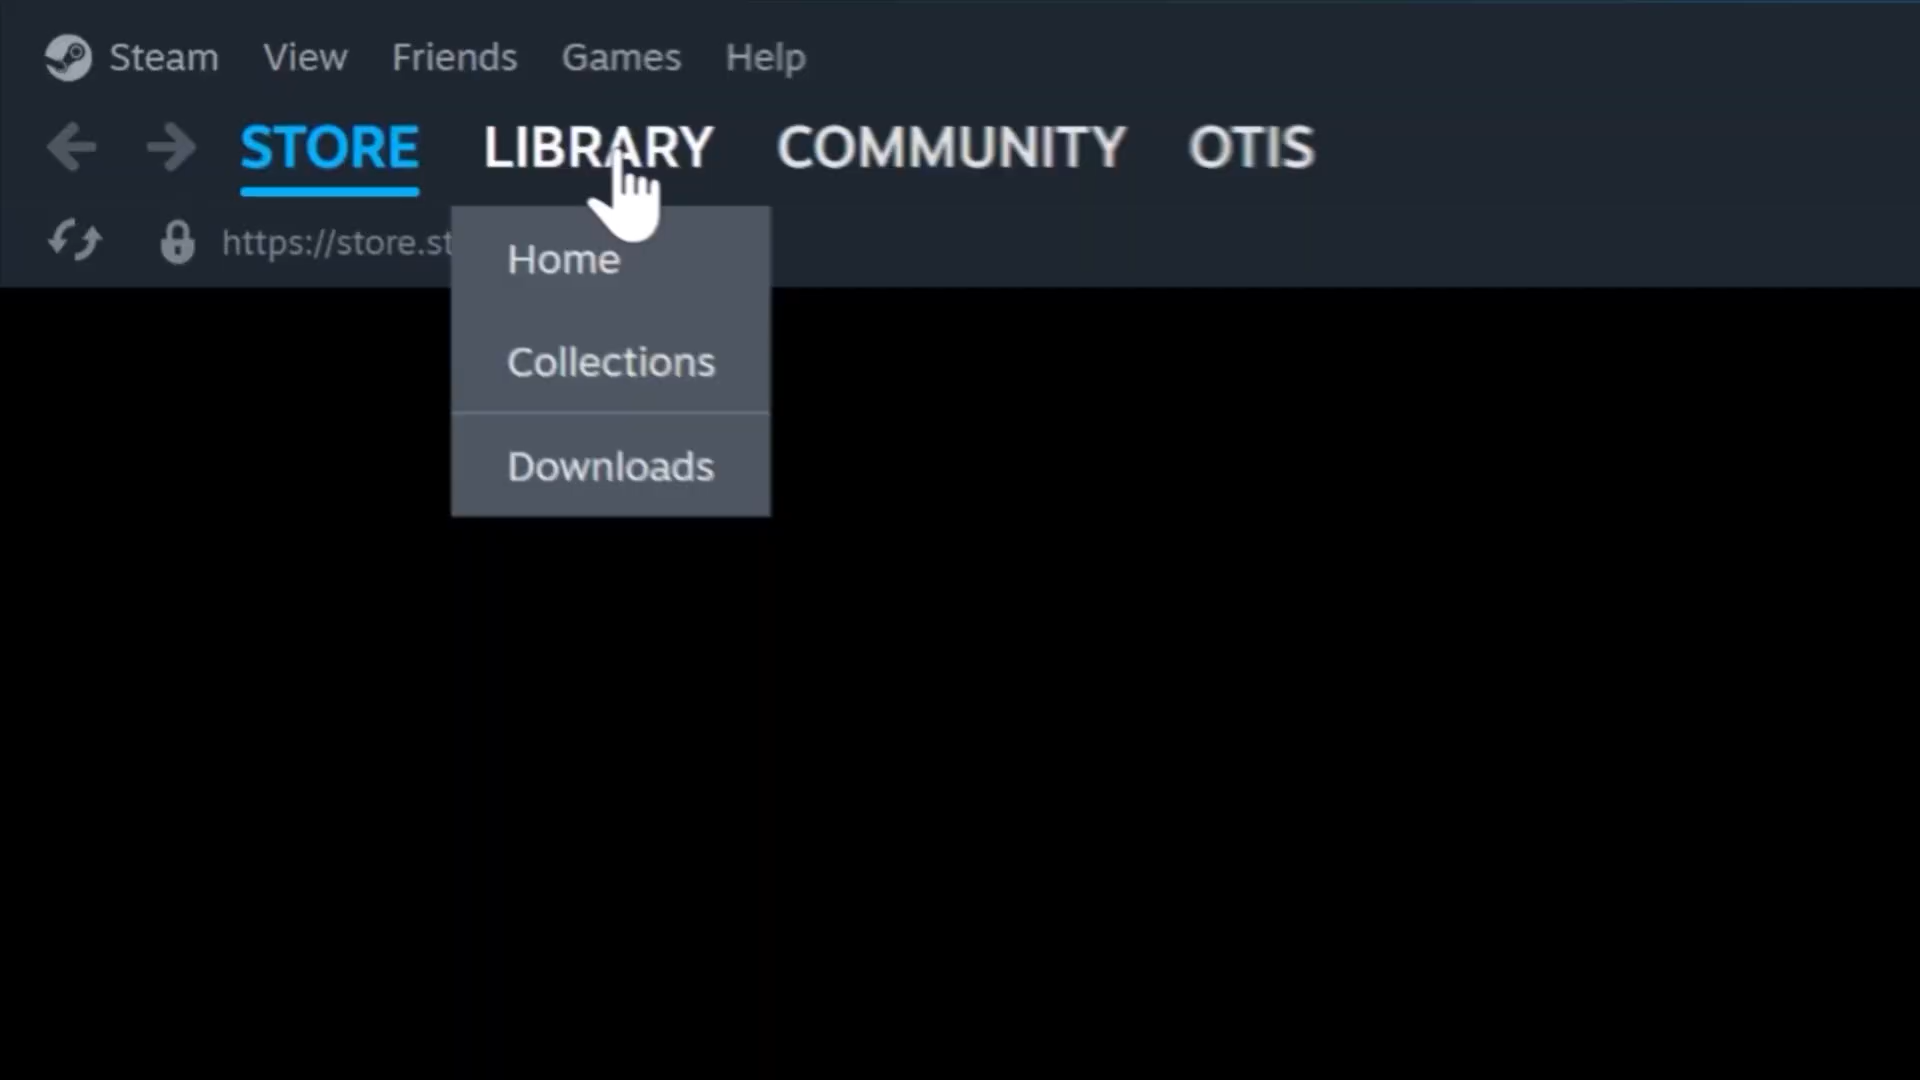 Steam View Friends Games Help
STORE LIBRARY COMMUNITY OTIS
https://store.st
Home
Collections
Downloads